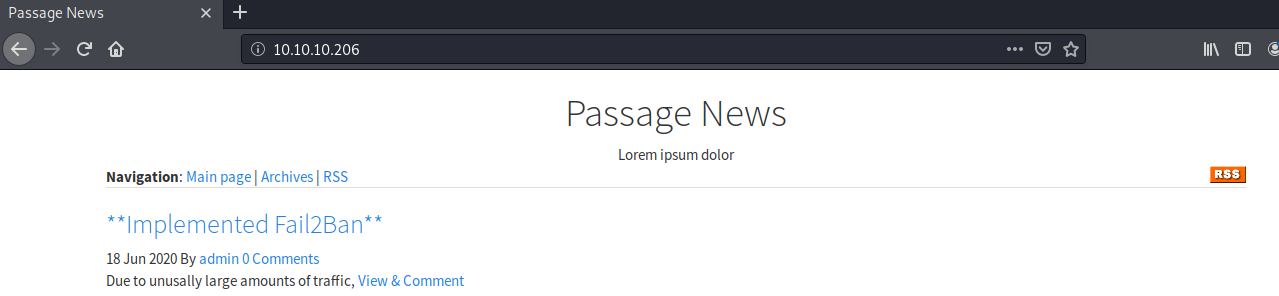 Passage News
10.10.10.206
Passage News
Lorem ipsum dolor
Navigation: Main page | Archives | RSS
RSS
**Implemented Fail2Ban**
18 Jun 2020 By admin 0 Comments
Due to unusally large amounts of traffic, View & Comment